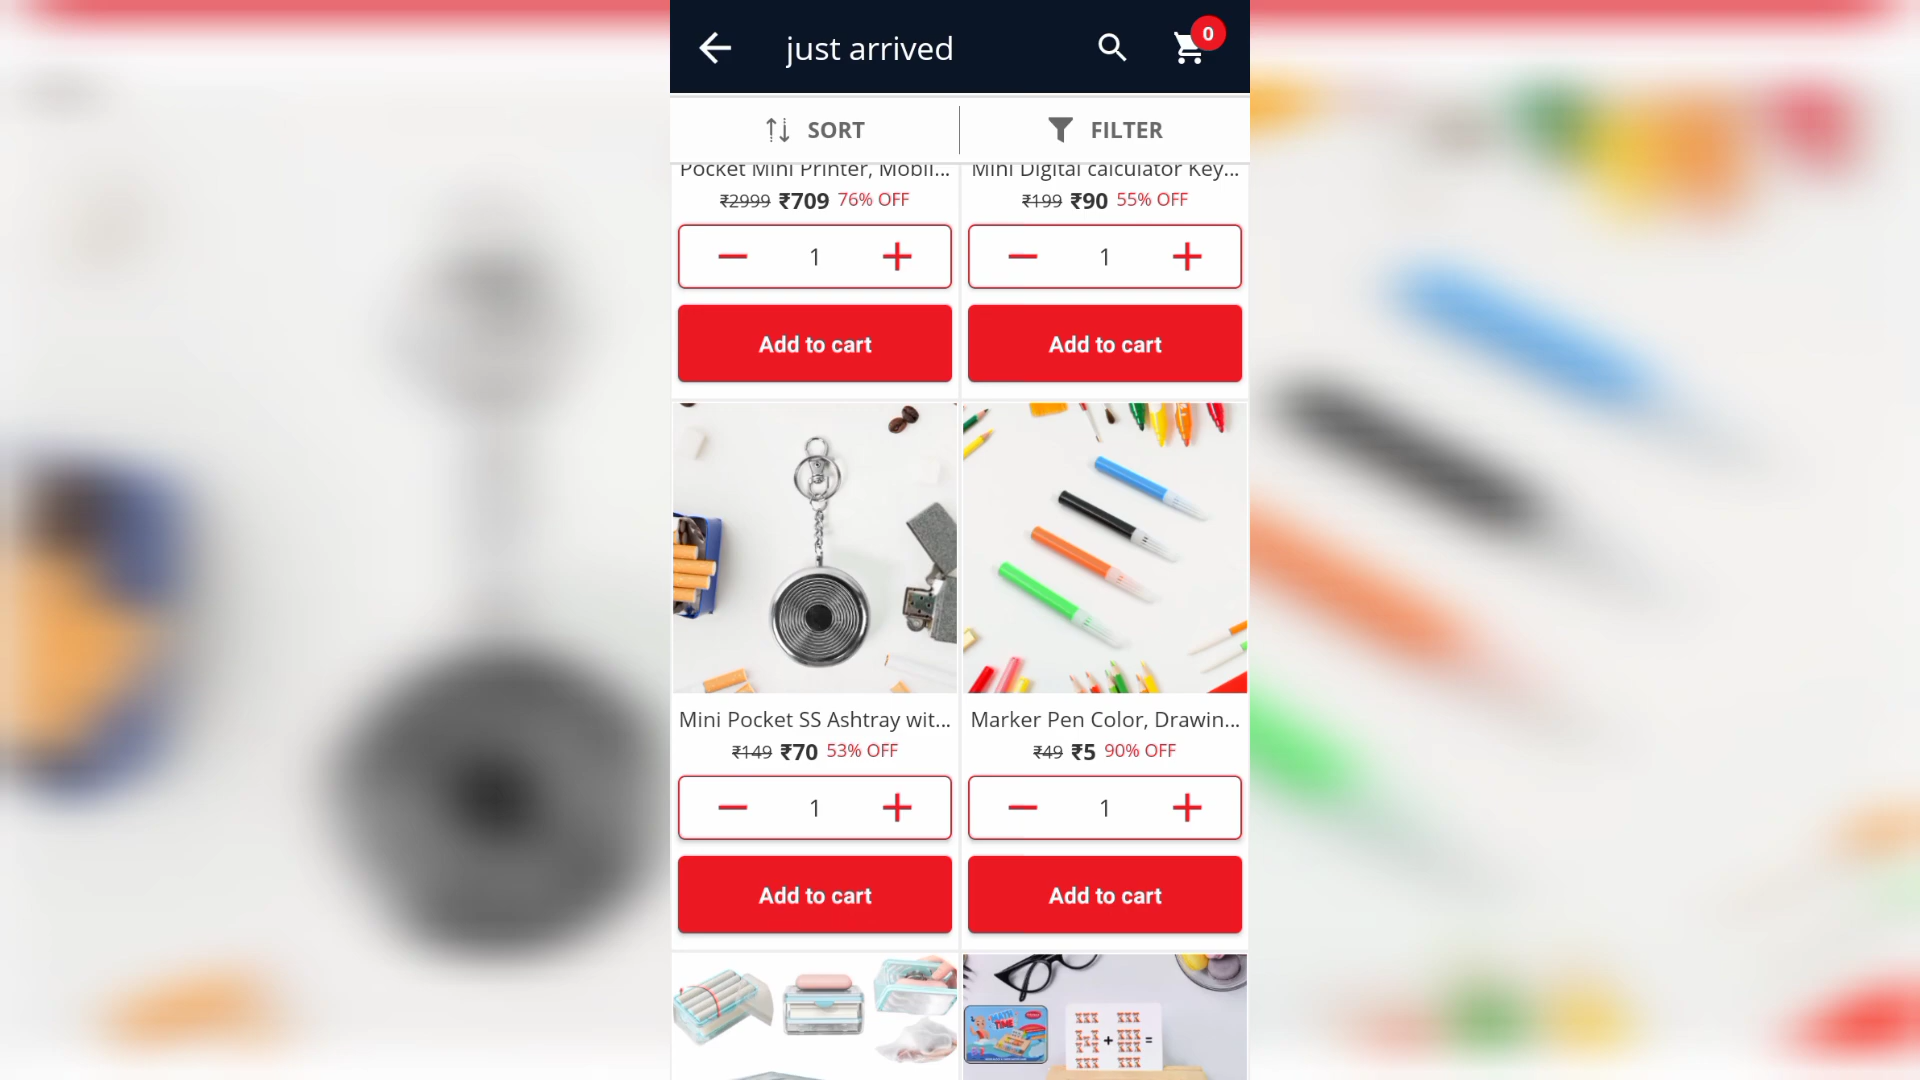 just arrived
0
SORT
FILTER
Pocket Mini Printer, Mobil...
₹2999 ₹709 76% OFF
1
Add to cart
Mini Digital calculator Key...
₹199 ₹90 55% OFF
1
Add to cart
Mini Pocket SS Ashtray wit...
₹149 ₹70 53% OFF
1
Add to cart
Marker Pen Color, Drawin...
₹49 ₹5 90% OFF
1
Add to cart
MATH
TIME
+ =